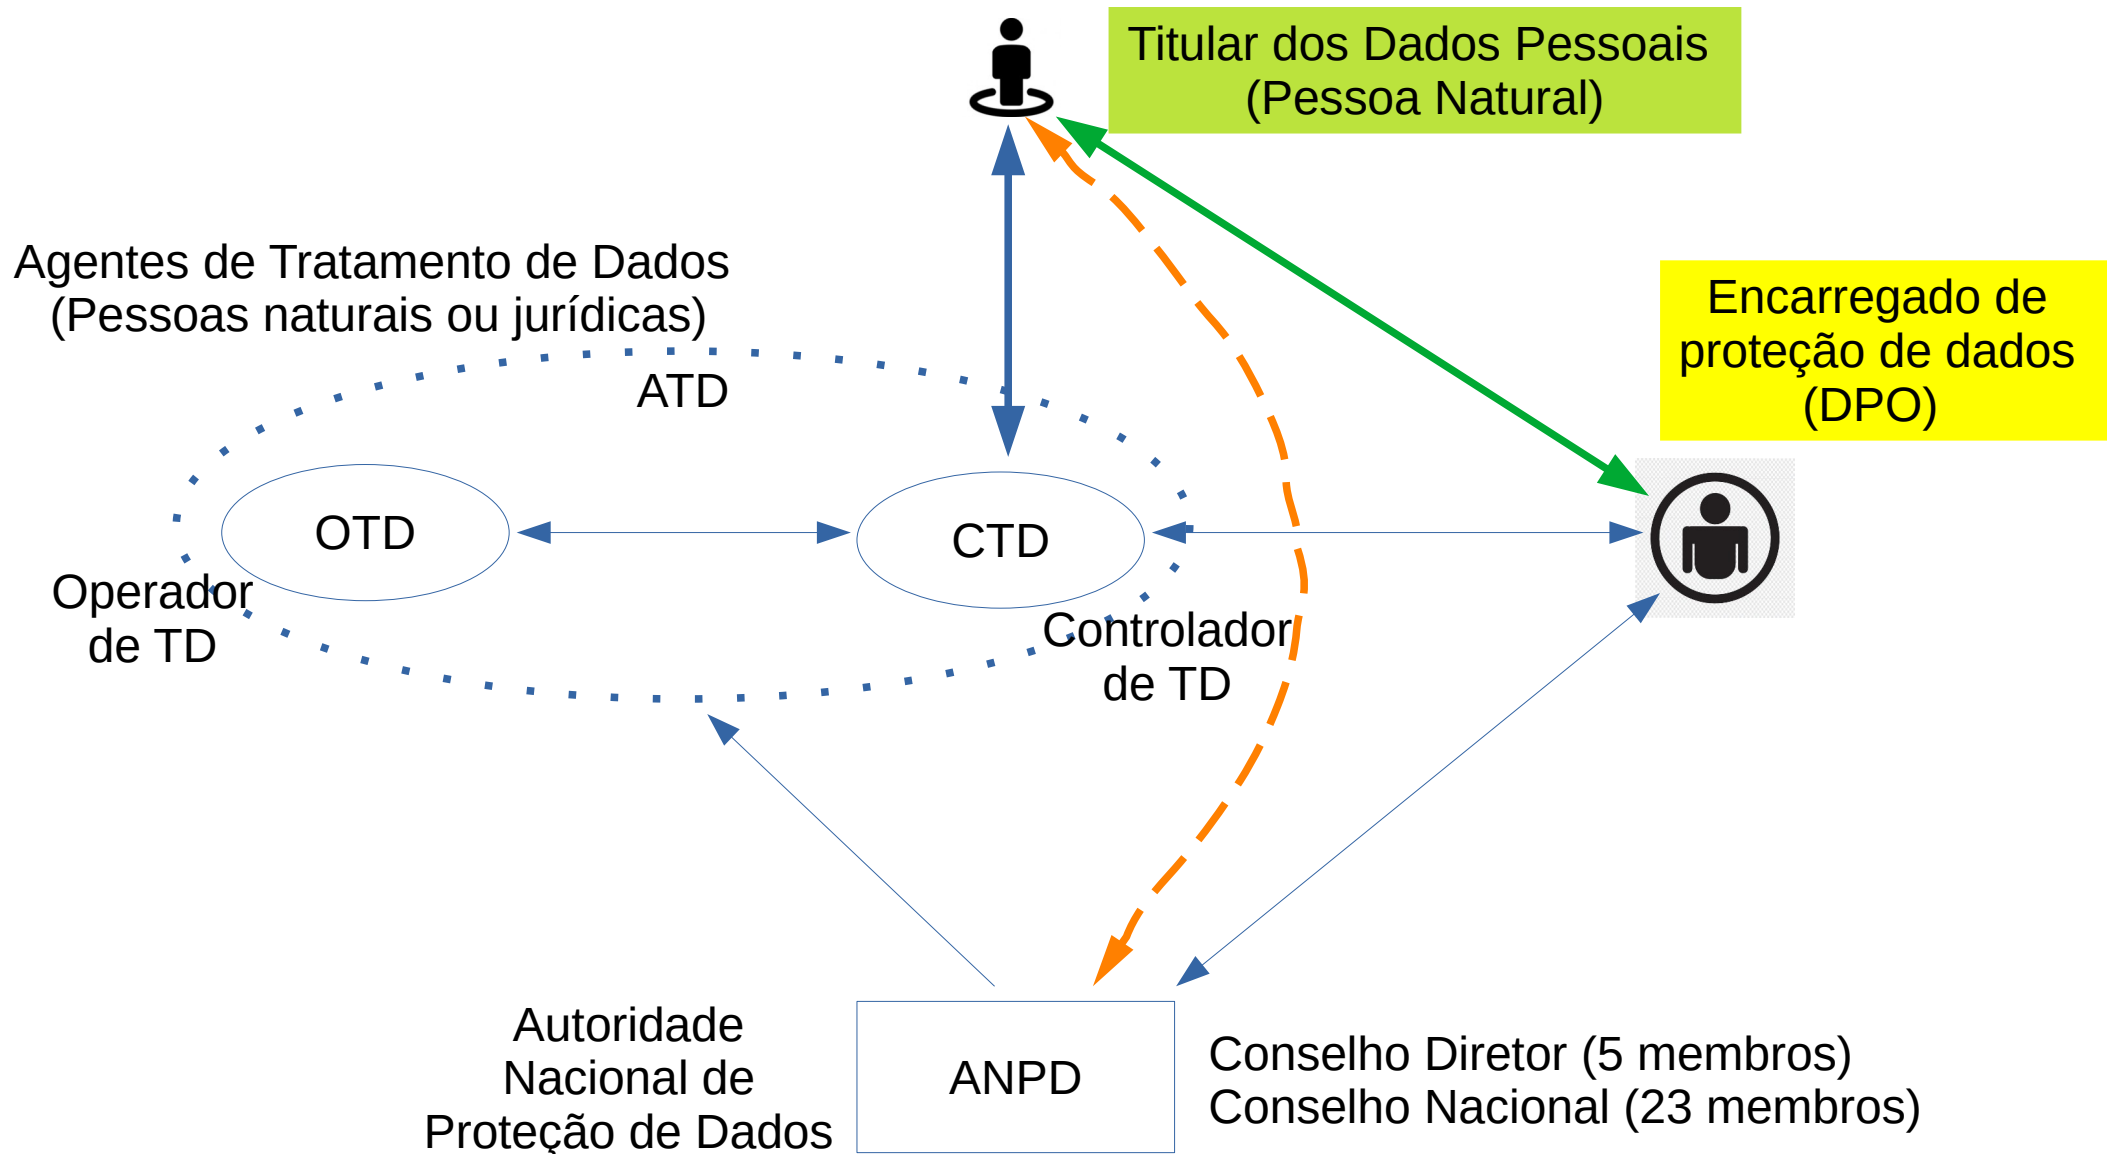 Titular dos Dados Pessoais
(Pessoa Natural)
Agentes de Tratamento de Dados
(Pessoas naturais ou jurídicas)
Encarregado de
proteção de dados
(DPO)
ATD
OTD
CTD
Operador
de TD
Controlador
de TD
Autoridade
Nacional de
Proteção de Dados
ANPD
Conselho Diretor (5 membros)
Conselho Nacional (23 membros)